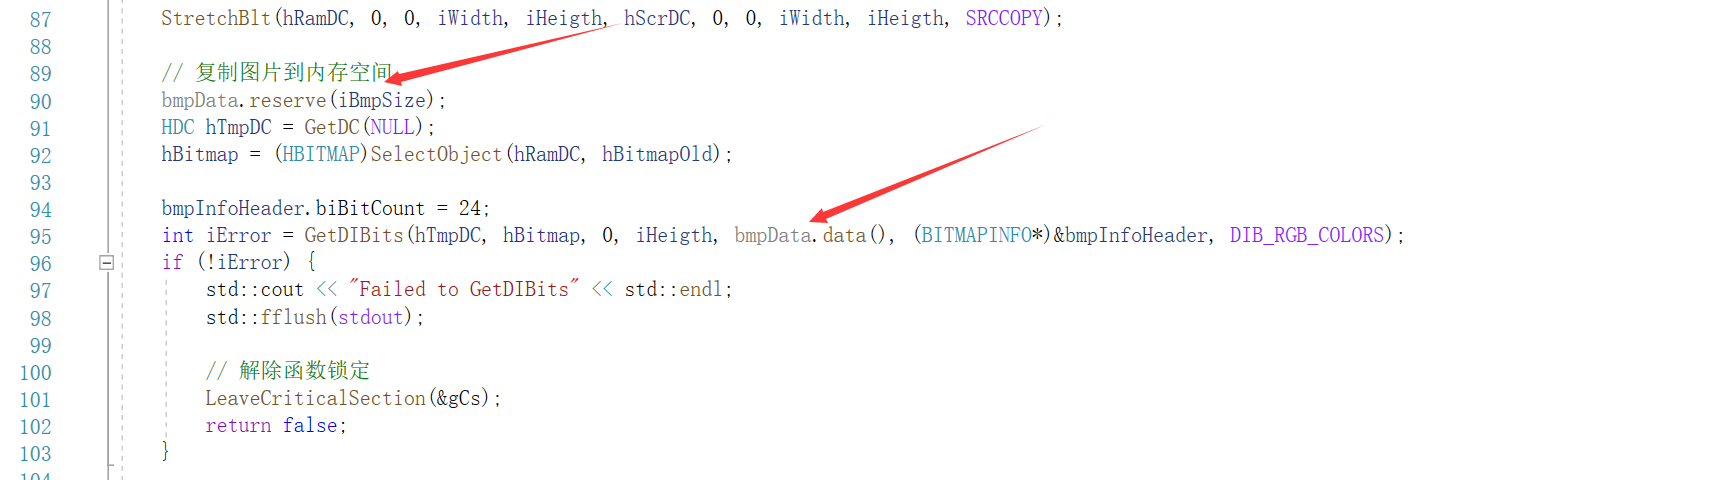 87 StretchBlt(hRamDC, 0, 0, iWidth, iHeigth, hScrDC, 0, 0, iWidth, iHeigth, SRCCOPY);
88
89 // 复制图片到内存空间
90 bmpData.reserve(iBmpSize);
91 HDC hTmpDC = GetDC(NULL);
92 hBitmap = (HBITMAP)SelectObject(hRamDC, hBitmapOld);
93
94 bmpInfoHeader.biBitCount = 24;
95 int iError = GetDIBits(hTmpDC, hBitmap, 0, iHeigth, bmpData.data(), (BITMAPINFO*)&bmpInfoHeader, DIB_RGB_COLORS);
96 if (!iError) {
97 std::cout << "Failed to GetDIBits" << std::endl;
98 std::fflush(stdout);
99
100 // 解除函数锁定
101 LeaveCriticalSection(&gCs);
102 return false;
103 }
104